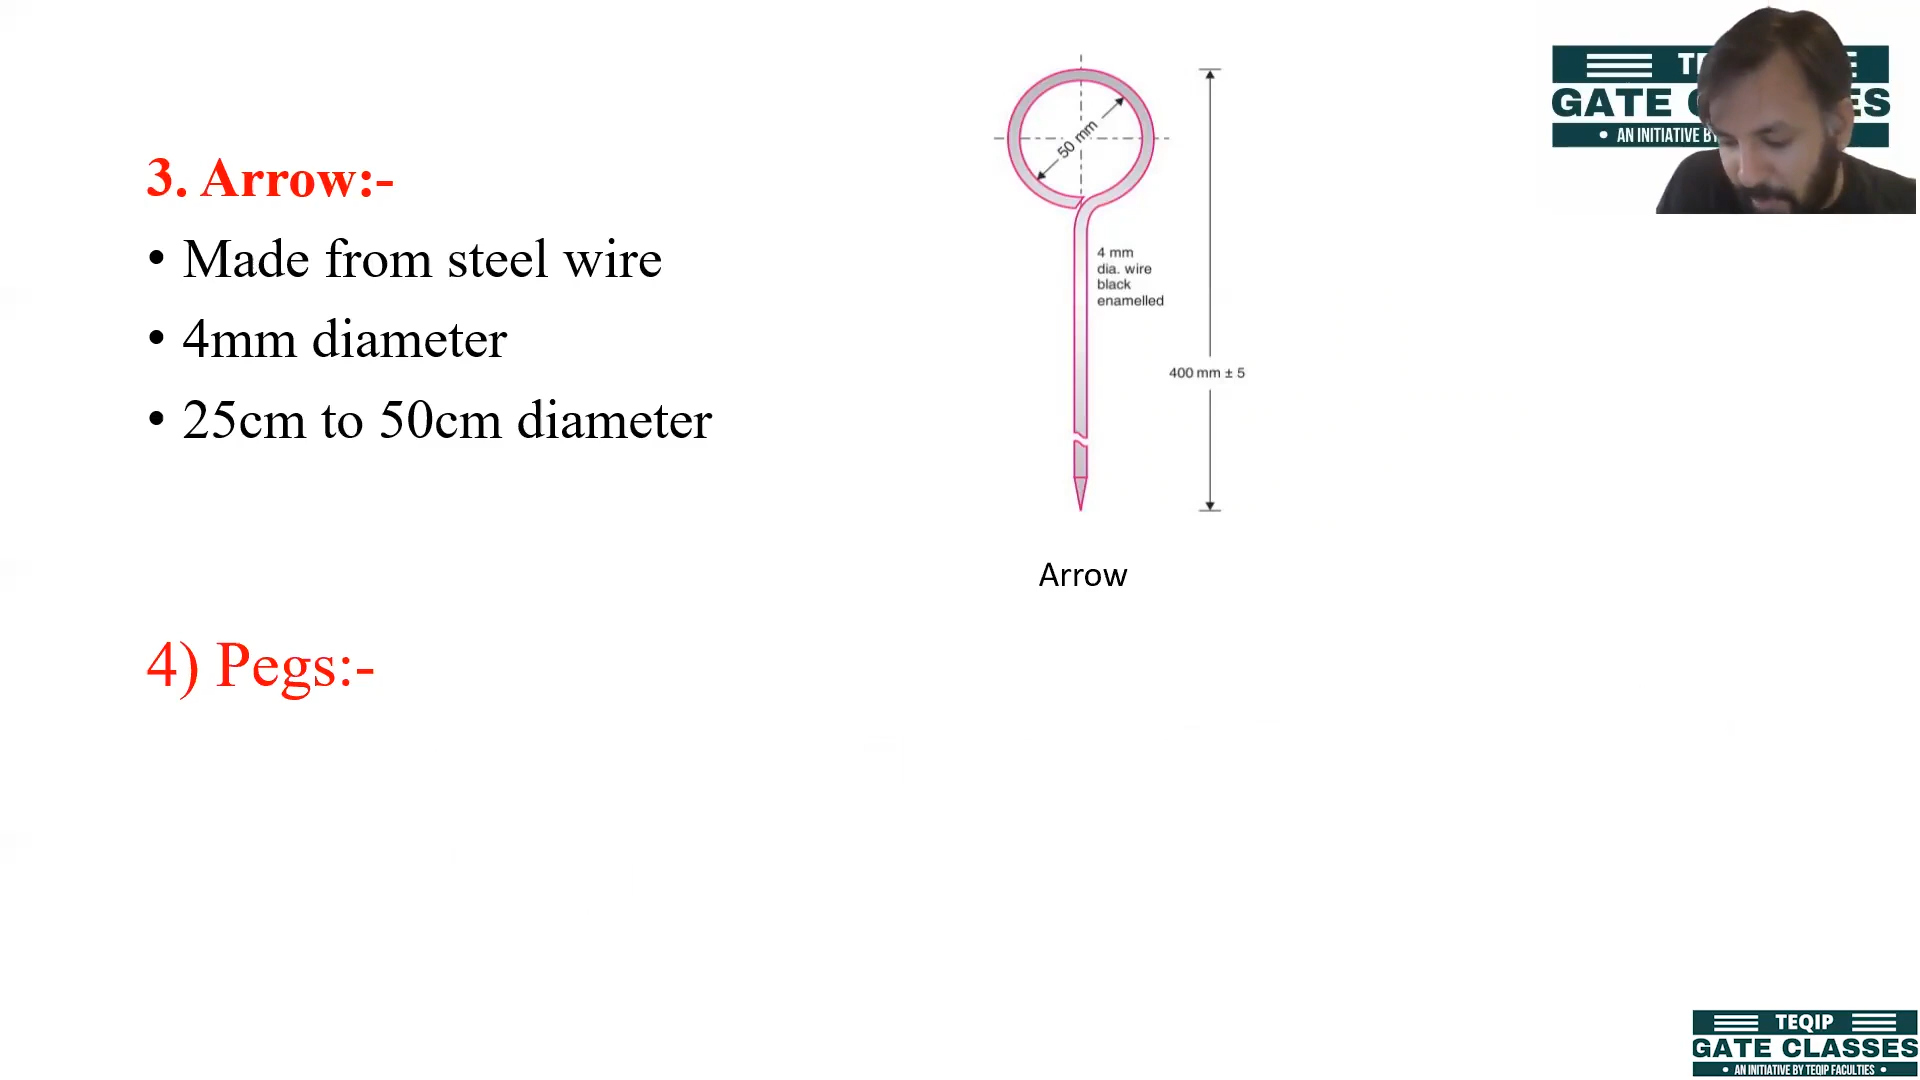 3. Arrow:-
• Made from steel wire
• 4mm diameter
• 25cm to 50cm diameter
50 mm
4 mm
dia. wire
black
enamelled
400 mm ± 5
Arrow
4) Pegs:-
GATE
• AN INITIATIVE BY
TEQIP
GATE CLASSES
• AN INITIATIVE BY TEQIP FACULTIES •